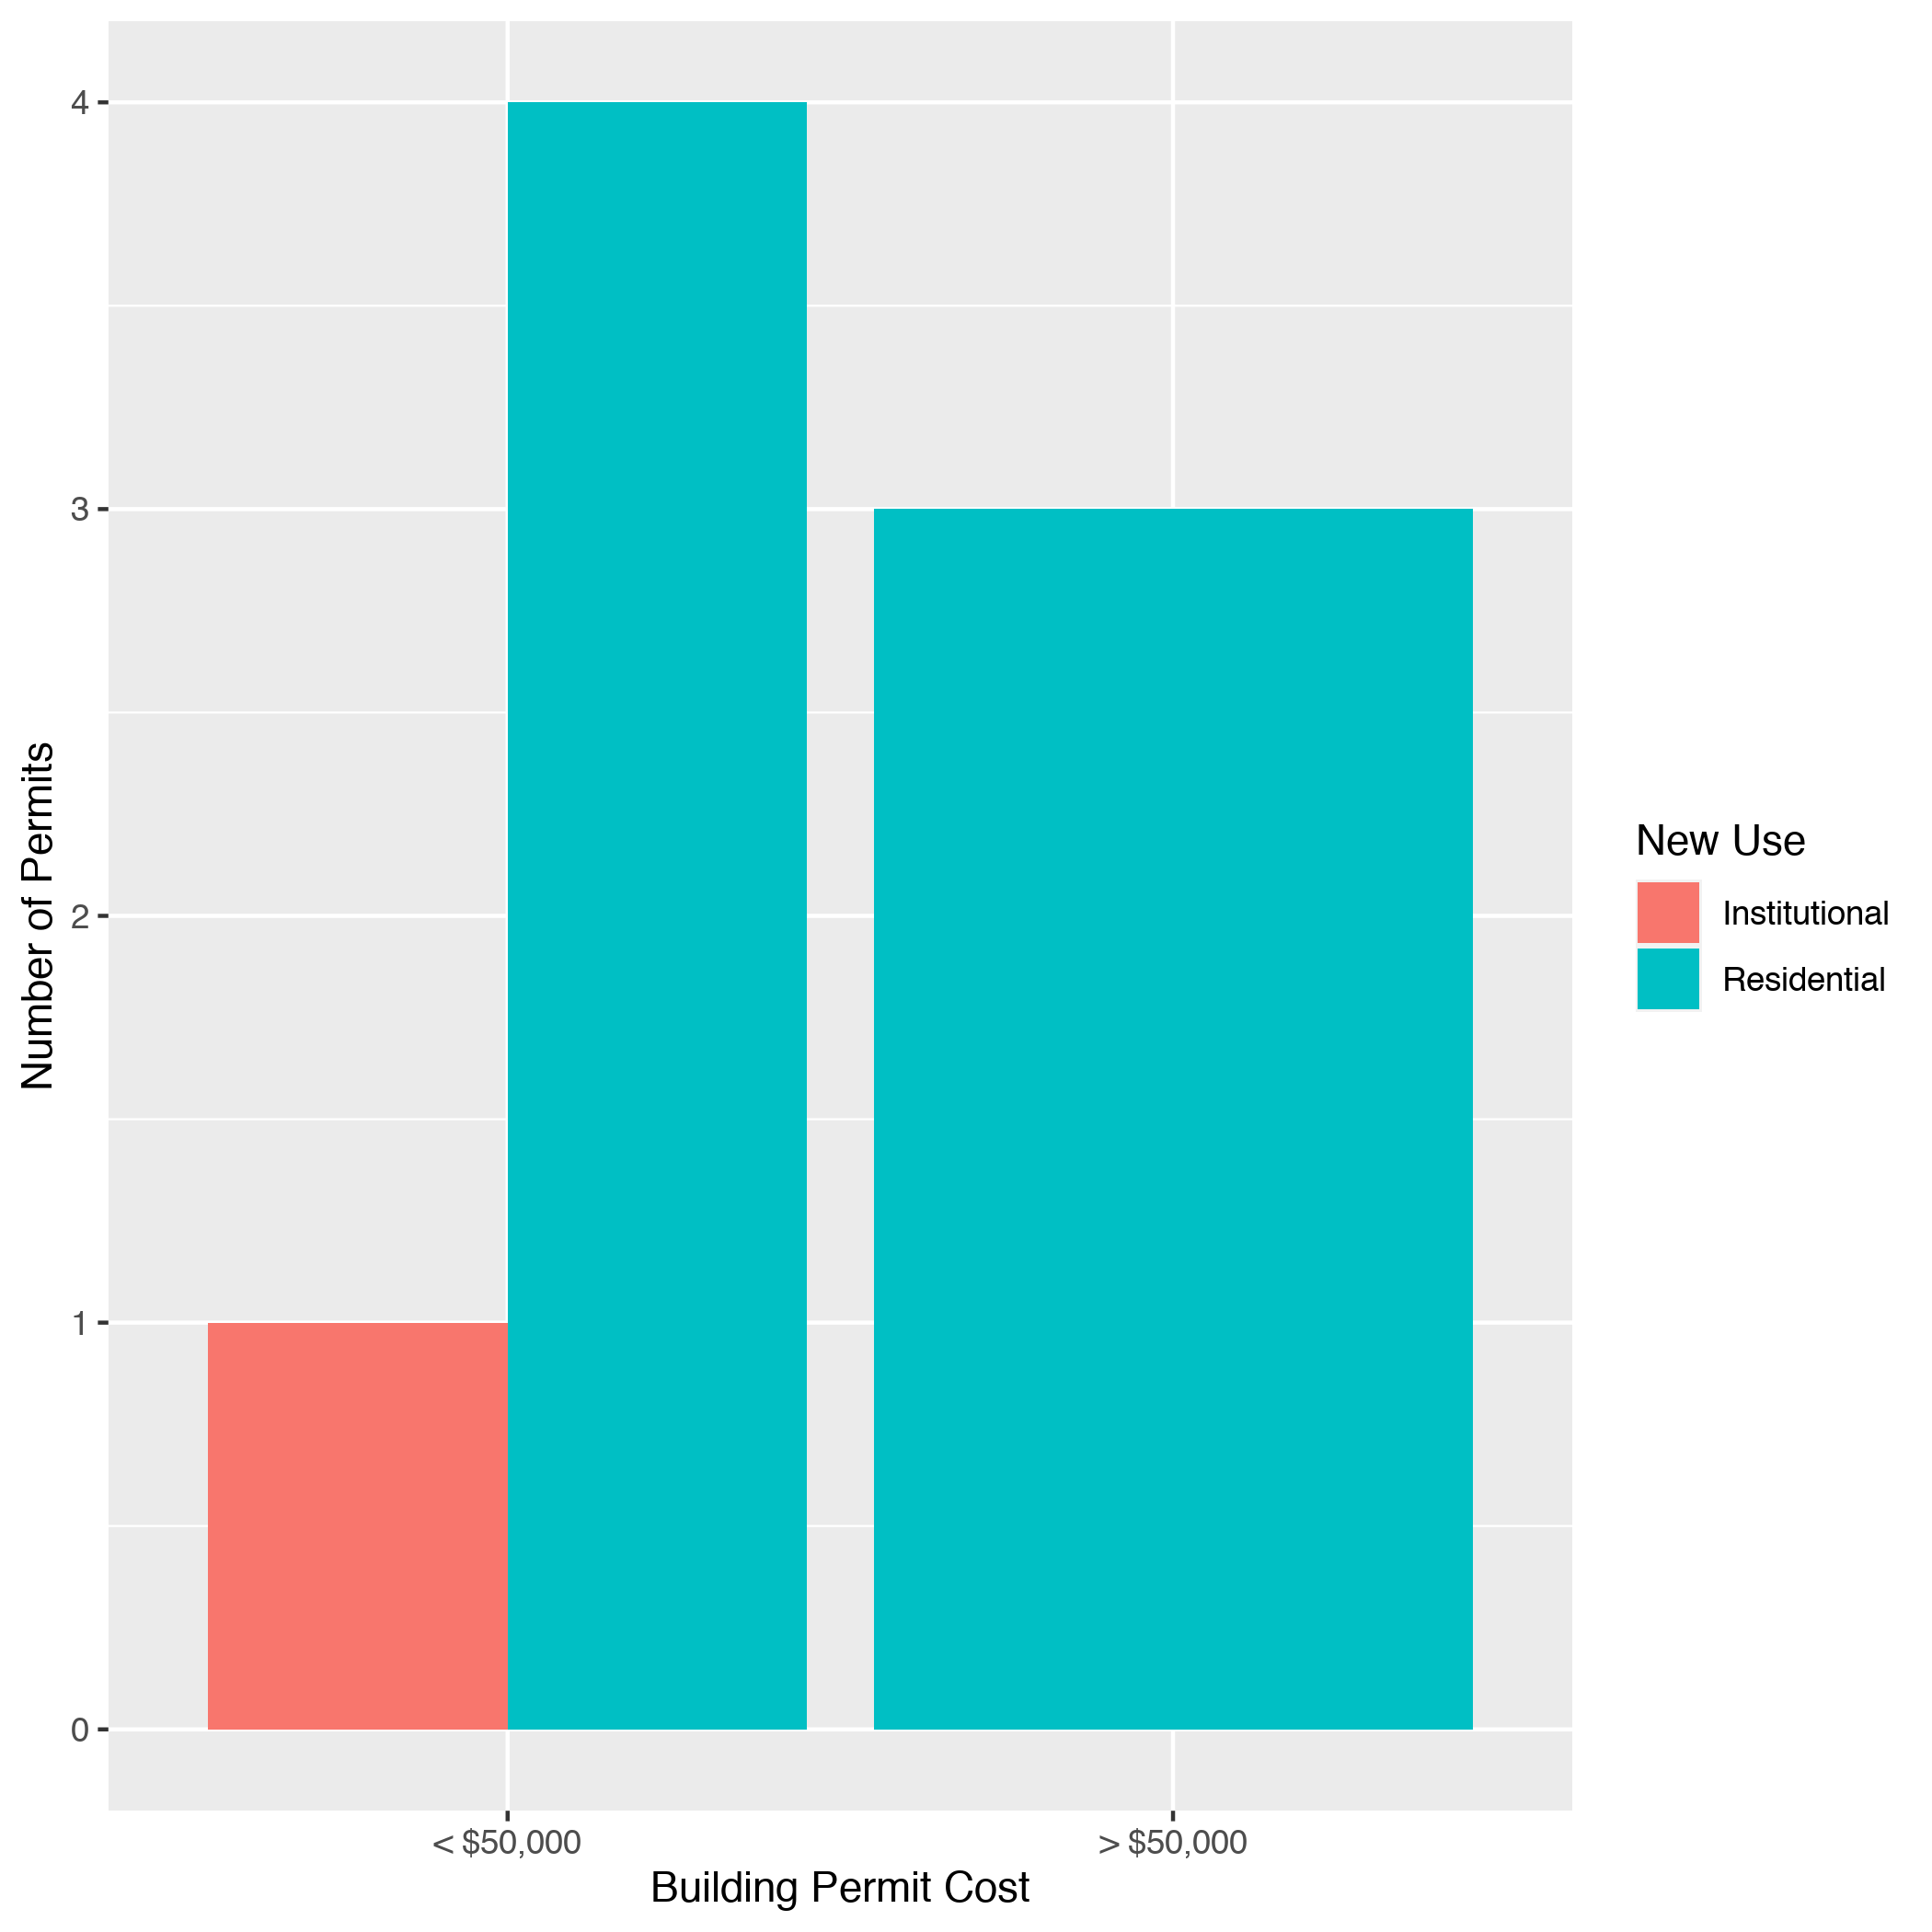 4
3
2
1
0
Number of Permits
< $50,000
> $50,000
Building Permit Cost
New Use
Institutional
Residential